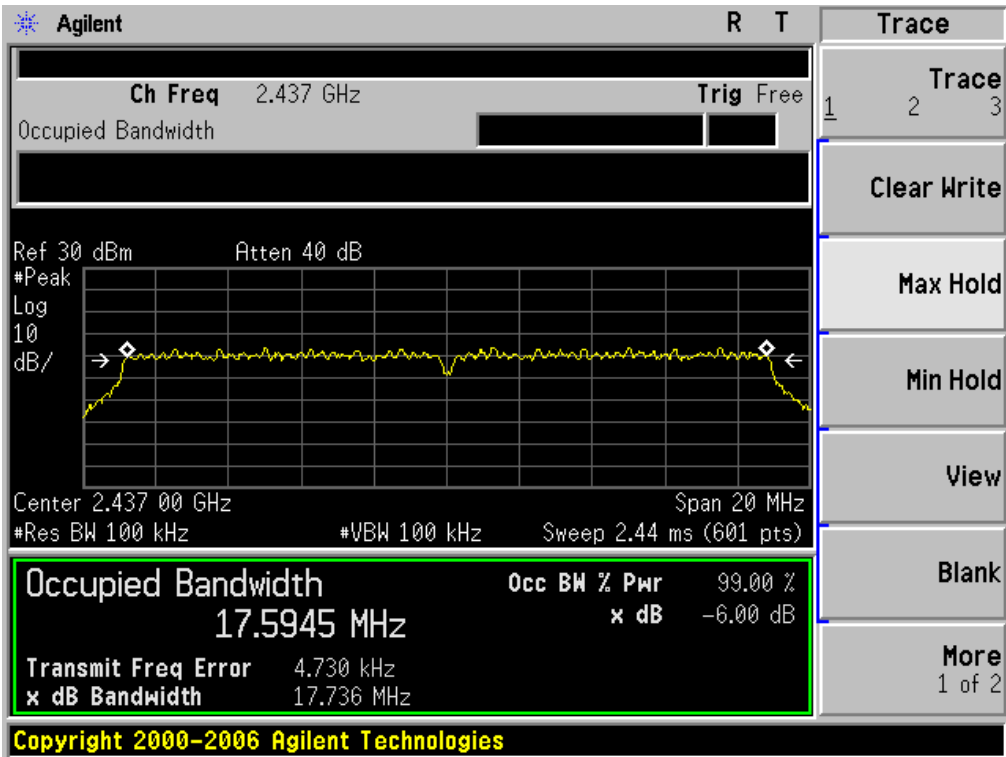 Agilent R T Trace
Ch Freq 2.437 GHz Trig Free
Occupied Bandwidth
Trace
1 2 3
Clear Write
Max Hold
Min Hold
View
Blank
More
1 of 2
Ref 30 dBm Atten 40 dB
#Peak
Log
10
dB/
Center 2.437 00 GHz Span 20 MHz
#Res BW 100 kHz #VBW 100 kHz Sweep 2.44 ms (601 pts)
Occupied Bandwidth Occ BW % Pwr 99.00 %
17.5945 MHz x dB -6.00 dB
Transmit Freq Error 4.730 kHz
x dB Bandwidth 17.736 MHz
Copyright 2000-2006 Agilent Technologies